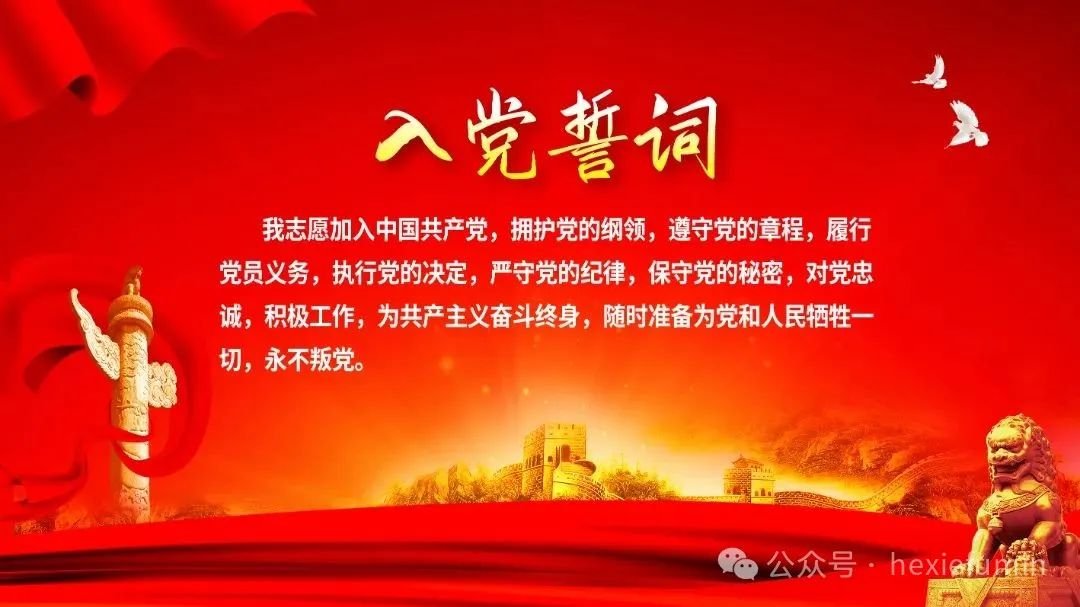 入党誓词
我志愿加入中国共产党，拥护党的纲领，遵守党的章程，履行
党员义务，执行党的决定，严守党的纪律，保守党的秘密，对党忠
诚，积极工作，为共产主义奋斗终身，随时准备为党和人民牺牲一
切，永不叛党。
公众号 · hexiefumin